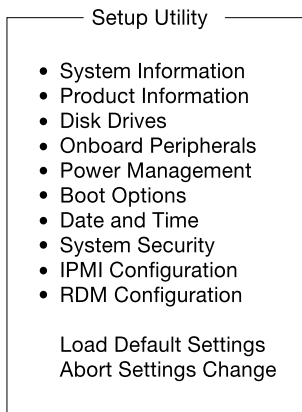 Setup Utility
• System Information
• Product Information
• Disk Drives
• Onboard Peripherals
• Power Management
• Boot Options
• Date and Time
• System Security
• IPMI Configuration
• RDM Configuration
Load Default Settings
Abort Settings Change